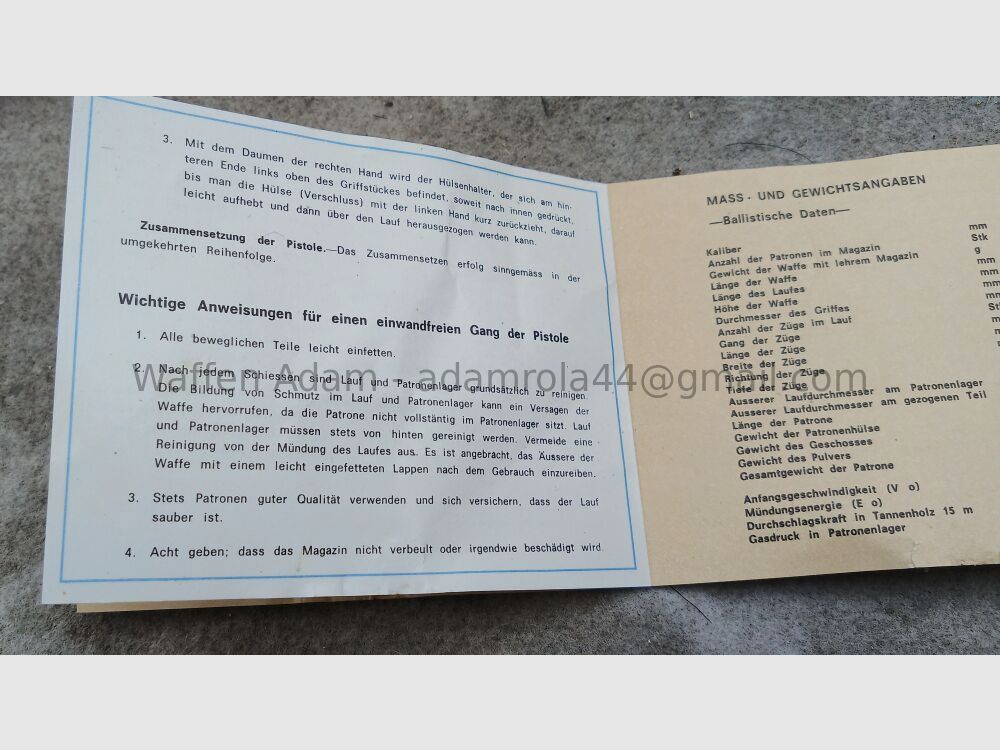 3. Mit dem Daumen der rechten Hand wird der Hülsenhalter, der sich am hin-
teren Ende links oben des Griffstückes befindet, soweit nach innen gedrückt,
bis man die Hülse (Verschluss) mit der linken Hand kurz zurückzieht, darauf
leicht aufhebt und dann über den Lauf herausgezogen werden kann.
Zusammensetzung der Pistole.—Das Zusammensetzen erfolg sinngemäss in der
umgekehrten Reihenfolge.
Wichtige Anweisungen für einen einwandfreien Gang der Pistole
1. Alle beweglichen Teile leicht einfetten.
2. Nach jedem Schiessen sind Lauf und Patronenlager Grundsätzlich zu reinigen.
Die Bildung von Schmutz im Lauf und Patronenlager kann ein Versagen der
Waffe hervorrufen, da die Patrone nicht vollständig im Patronenlager sitzt. Lauf
und Patronenlager müssen stets von hinten gereinigt werden. Vermeide eine
Reinigung von der Mündung des Laufes aus. Es ist angebracht, das Äussere der
Waffe mit einem leicht eingefetteten Lappen nach dem Gebrauch einzureiben.
3. Stets Patronen guter Qualität verwenden und sich versichern, dass der Lauf
sauber ist.
4. Acht geben; dass das Magazin nicht verbeult oder irgendwie beschädigt wird.
MASS - UND GEWICHTSANGABEN
—Ballistische Daten—
Kaliber mm
Anzahl der Patronen im Magazin Stk
Gewicht der Waffe mit lehrem Magazin g
Länge der Waffe mm
Länge des Laufes mm
Höhe der Waffe mm
Durchmesser des Griffes
Anzahl der Züge im Lauf
Gang der Züge
Länge der Züge
Breite der Züge
Richtung der Züge
Tiefe der Züge
Äusserer Laufdurchmesser am Patronenlager
Äusserer Laufdurchmesser am gezogenen Teil
Länge der Patrone
Gewicht der Patronenhülse
Gewicht des Geschosses
Gewicht des Pulvers
Gesamtgewicht der Patrone
Anfangsgeschwindigkeit (V o)
Mündungsenergie (E o)
Durchschlagskraft in Tannenholz 15 m
Gasdruck in Patronenlager
Waffen Adam - adamrola44@gmail.com